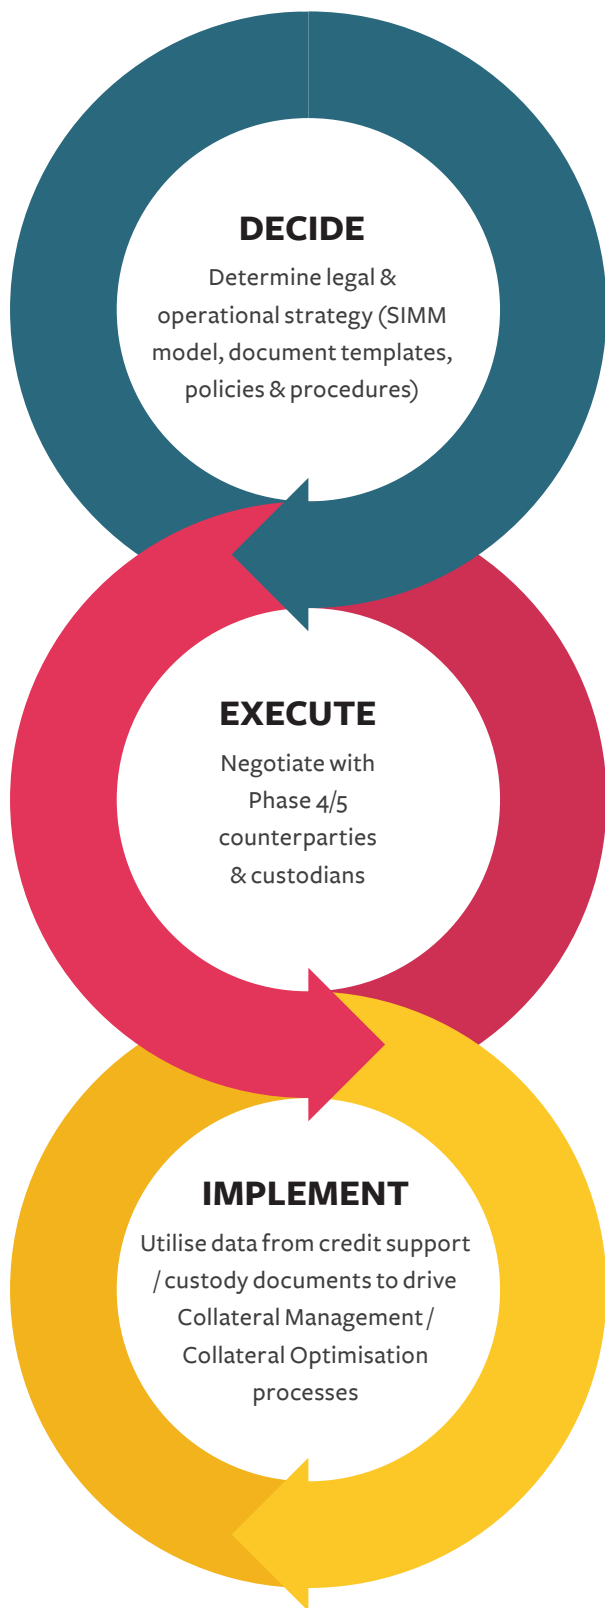 DECIDE
Determine legal &
operational strategy (SIMM
model, document templates,
policies & procedures)
EXECUTE
Negotiate with
Phase 4/5
counterparties
& custodians
IMPLEMENT
Utilise data from credit support
/ custody documents to drive
Collateral Management /
Collateral Optimisation
processes